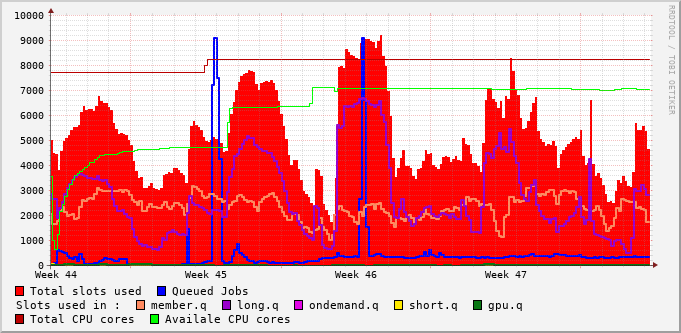 10000
9000
8000
7000
6000
5000
4000
3000
2000
1000
0
Week 44 Week 45 Week 46 Week 47
Total slots used Queued Jobs
Slots used in : member.q long.q ondemand.q short.q gpu.q
Total CPU cores Availale CPU cores
RRDTOOL / TOBI OETIKER